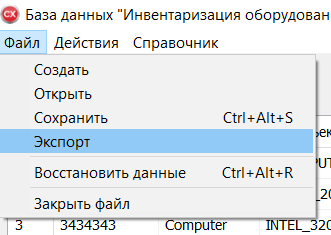 CX База данных "Инвентаризация оборудован
Файл Действия Справочник
Создать
Открыть
Сохранить Ctrl+Alt+S
Экспорт
Восстановить данные Ctrl+Alt+R
Закрыть файл
3 3434343 Computer INTEL_320